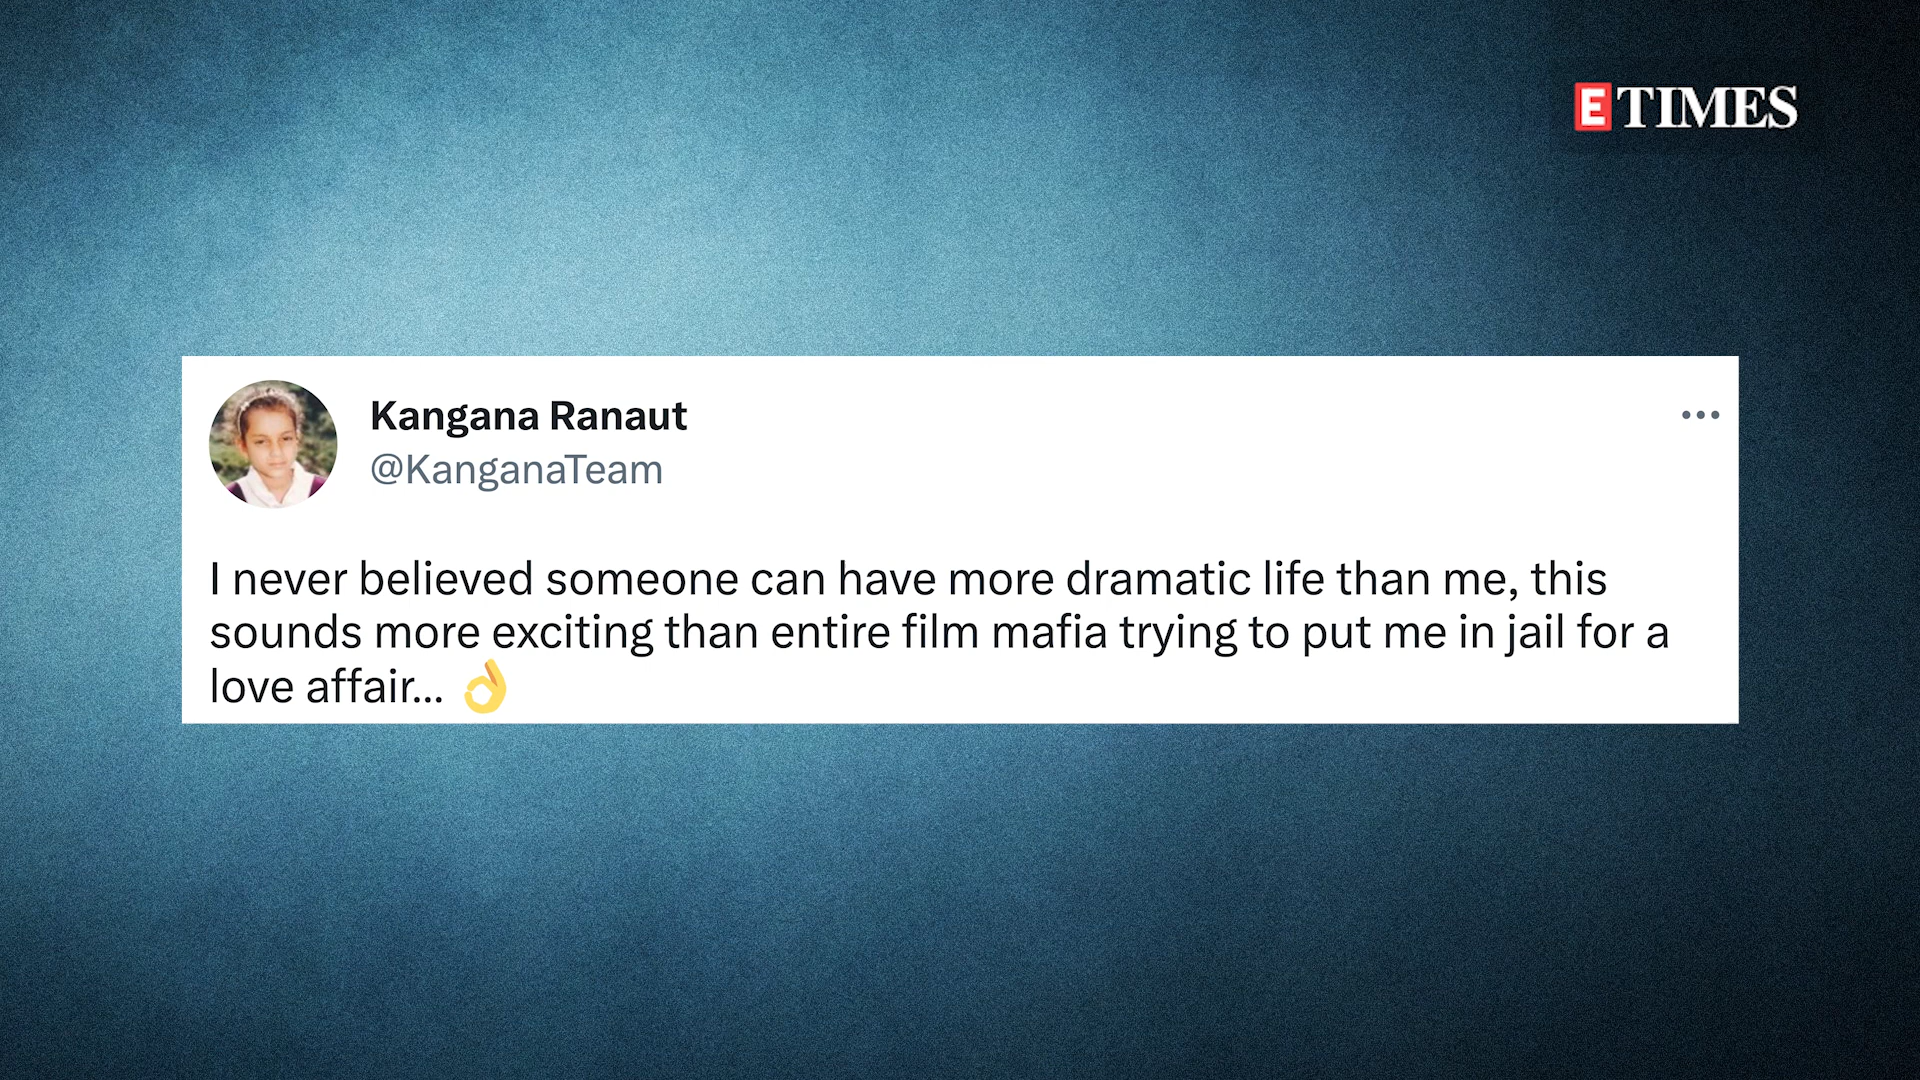 E TIMES
Kangana Ranaut
@KanganaTeam
I never believed someone can have more dramatic life than me, this
sounds more exciting than entire film mafia trying to put me in jail for a
love affair... 👌